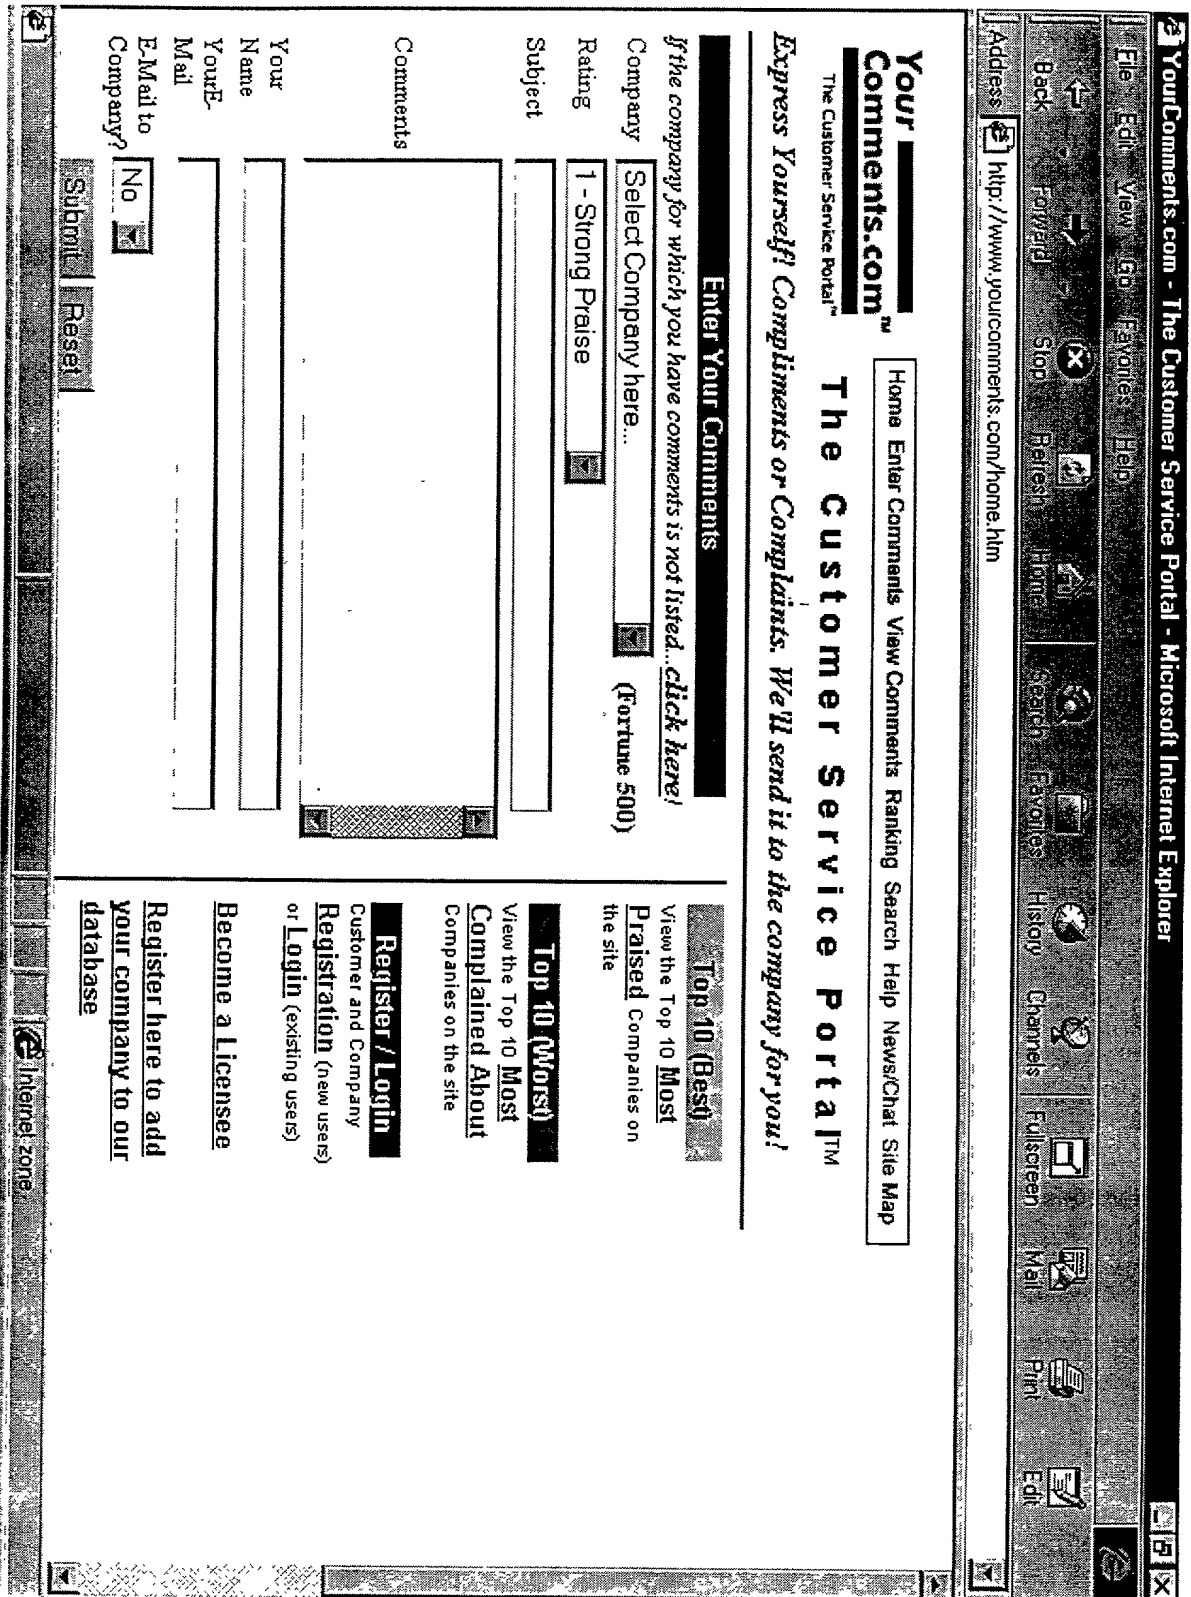 YourComments.com - The Customer Service Portal - Microsoft Internet Explorer
File Edit View Go Favorites Help
Back Forward Stop Refresh Home Search Favorites History Channels Fullscreen Mail Print Edit
Address http://www.yourcomments.com/home.htm
Your
Comments.com™
The Customer Service Portal™
Home Enter Comments View Comments Ranking Search Help News/Chat Site Map
The Customer Service Portal™
Express Yourself! Compliments or Complaints. We'll send it to the company for you!
Enter Your Comments
If the company for which you have comments is not listed...click here!
Company Select Company here... (Fortune 500)
Rating 1 - Strong Praise
Subject
Comments
Your
Name
YourE-
Mail
E-Mail to
Company? No
Submit Reset
Top 10 (Best)
View the Top 10 Most
Praised Companies on
the site
Top 10 (Worst)
View the Top 10 Most
Complained About
Companies on the site
Register / Login
Customer and Company
Registration (new users)
or Login (existing users)
Become a Licensee
Register here to add
your company to our
database
Internet zone